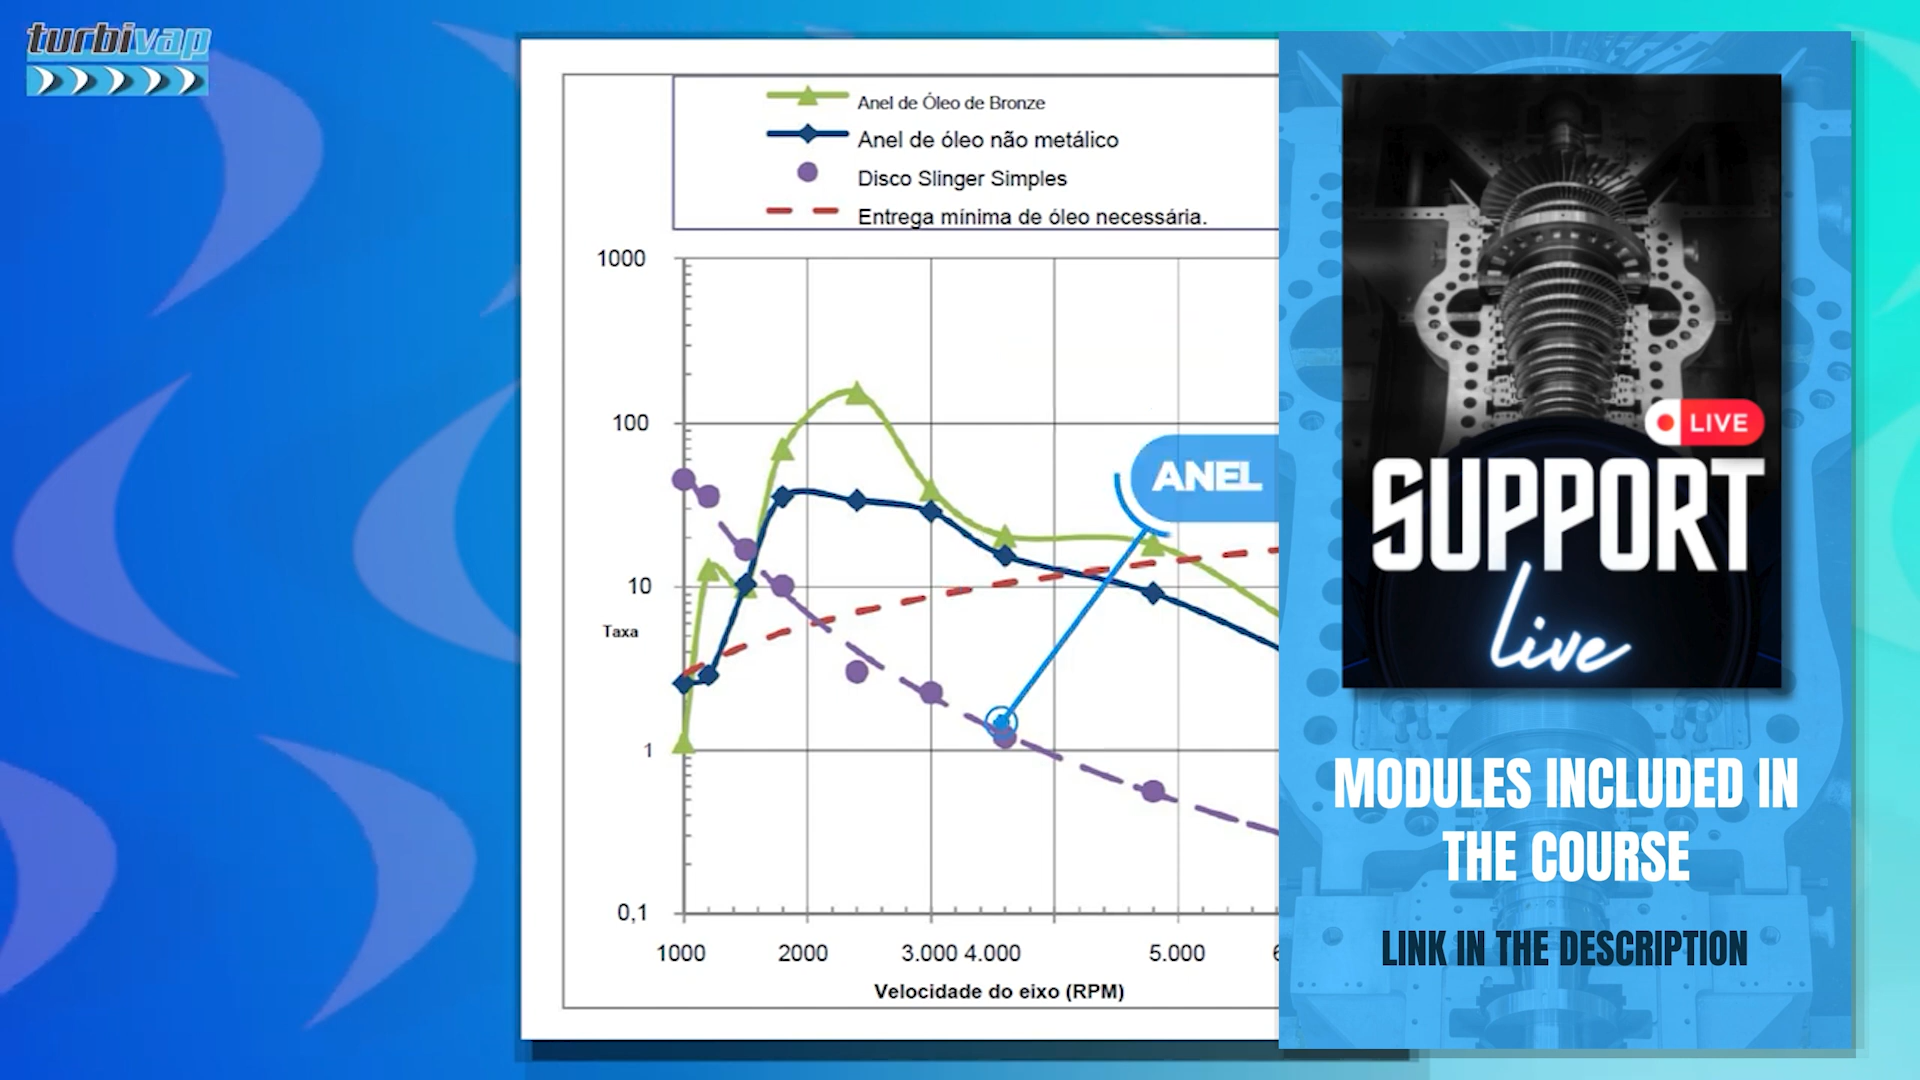 turbivap
Anel de Óleo de Bronze
Anel de óleo não metálico
Disco Slinger Simples
Entrega mínima de óleo necessária.
1000
100
10
Taxa
1
0,1
1000 2000 3.000 4.000 5.000 6
Velocidade do eixo (RPM)
ANEL
LIVE
SUPPORT
live
MODULES INCLUDED IN
THE COURSE
LINK IN THE DESCRIPTION